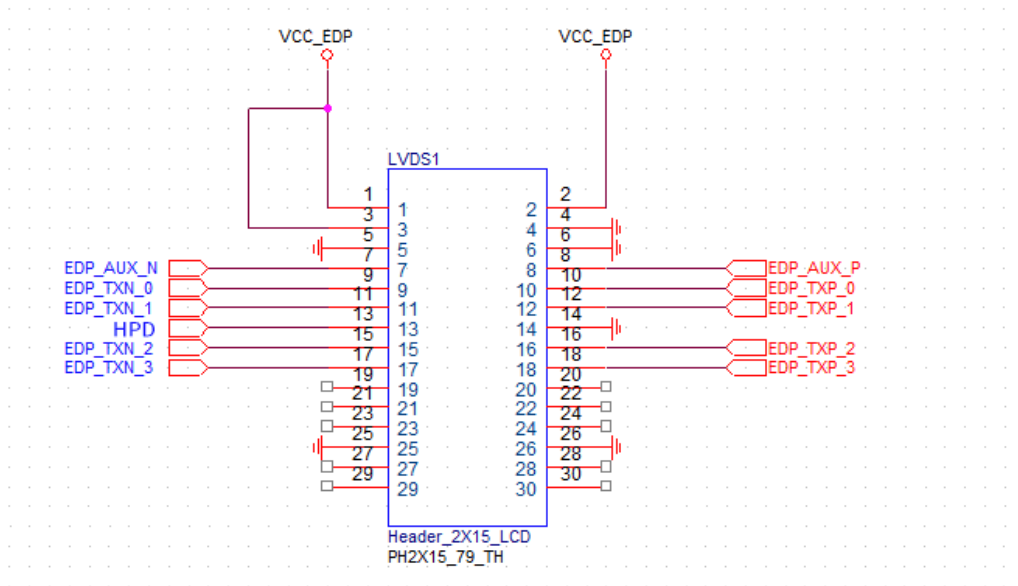 VCC_EDP VCC_EDP
LVDS1
1 2
1 2
3 4
3 4
5 6
5 6
7 8
EDP_AUX_N 7 8 EDP_AUX_P
9 10
EDP_TXN_0 9 10 EDP_TXP_0
11 12
EDP_TXN_1 11 12 EDP_TXP_1
13 14
HPD 13 14
15 16
EDP_TXN_2 15 16 EDP_TXP_2
17 18
EDP_TXN_3 17 18 EDP_TXP_3
19 20
19 20
21 22
21 22
23 24
23 24
25 26
25 26
27 28
27 28
29 30
29 30
Header_2X15_LCD
PH2X15_79_TH